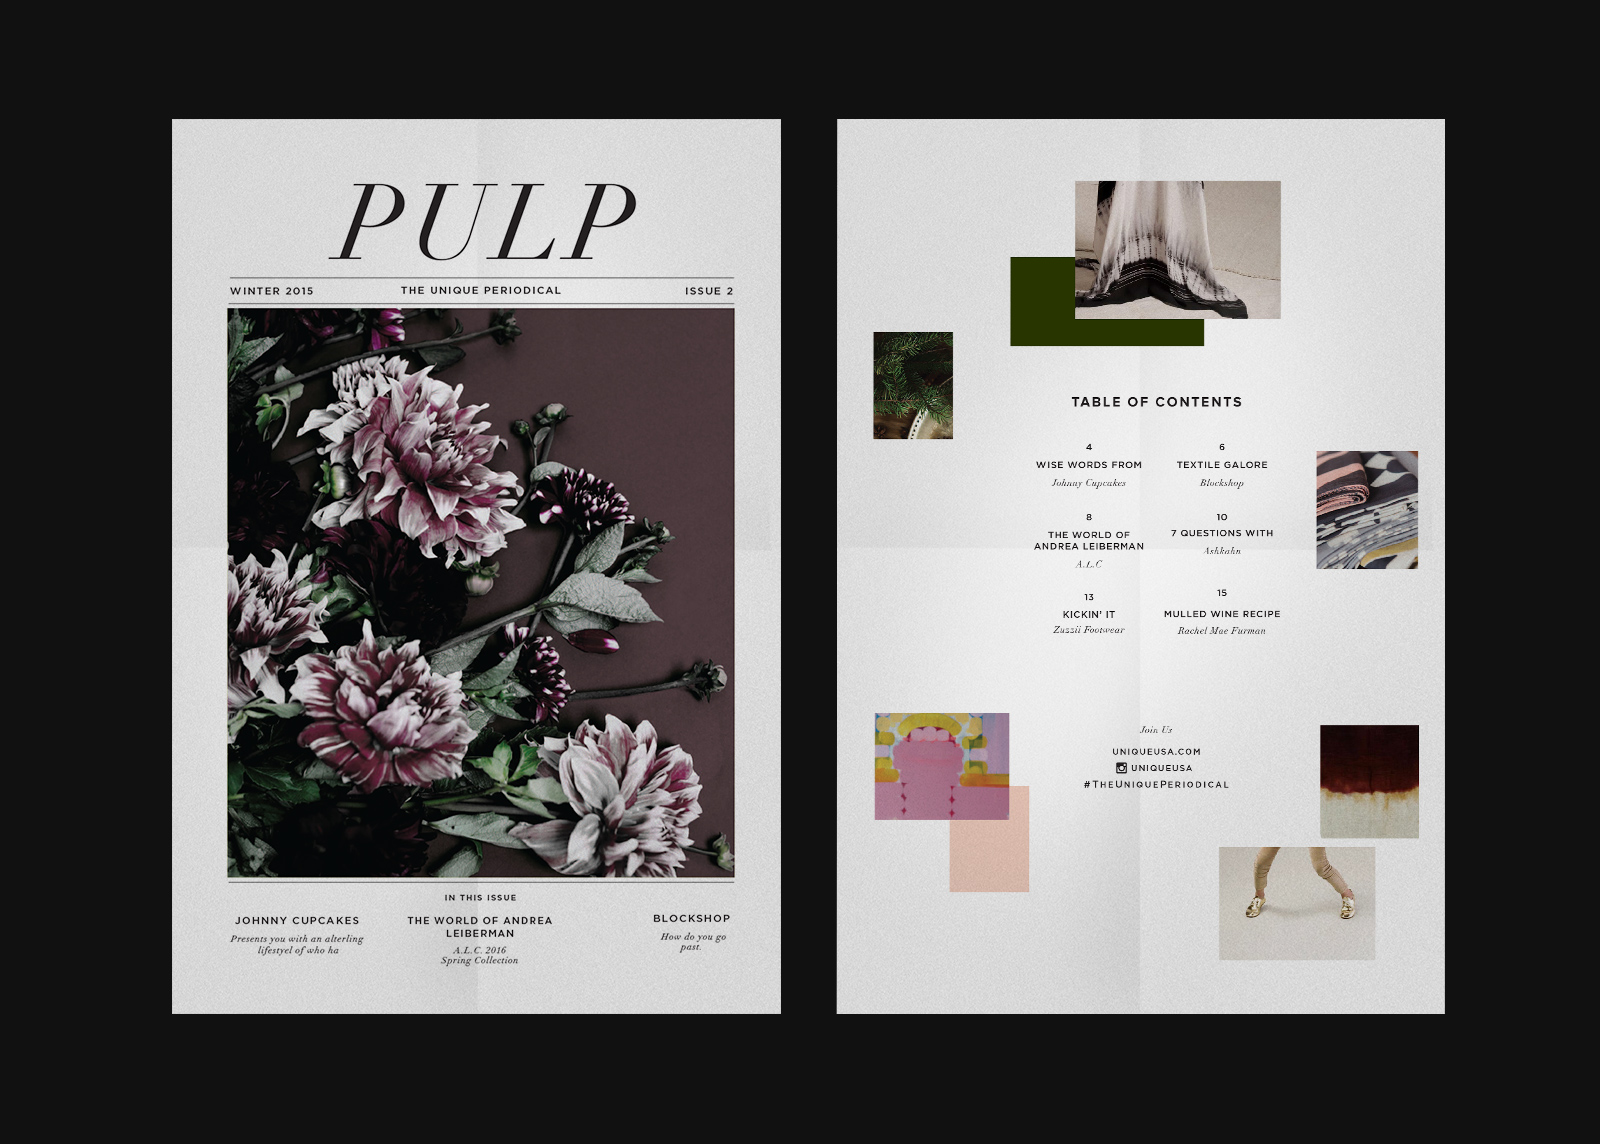 PULP
WINTER 2015 THE UNIQUE PERIODICAL ISSUE 2
IN THIS ISSUE
JOHNNY CUPCAKES
Presents you with an alterling
lifestyel of who ha
THE WORLD OF ANDREA
LEIBERMAN
A.L.C. 2016
Spring Collection
BLOCKSHOP
How do you go
past.
TABLE OF CONTENTS
4
WISE WORDS FROM
Johnny Cupcakes
6
TEXTILE GALORE
Blockshop
8
THE WORLD OF
ANDREA LEIBERMAN
A.L.C
10
7 QUESTIONS WITH
Ashkahn
13
KICKIN' IT
Zuzzii Footwear
15
MULLED WINE RECIPE
Rachel Mae Furman
Join Us
UNIQUEUSA.COM
UNIQUEUSA
#THEUNIQUEPERIODICAL